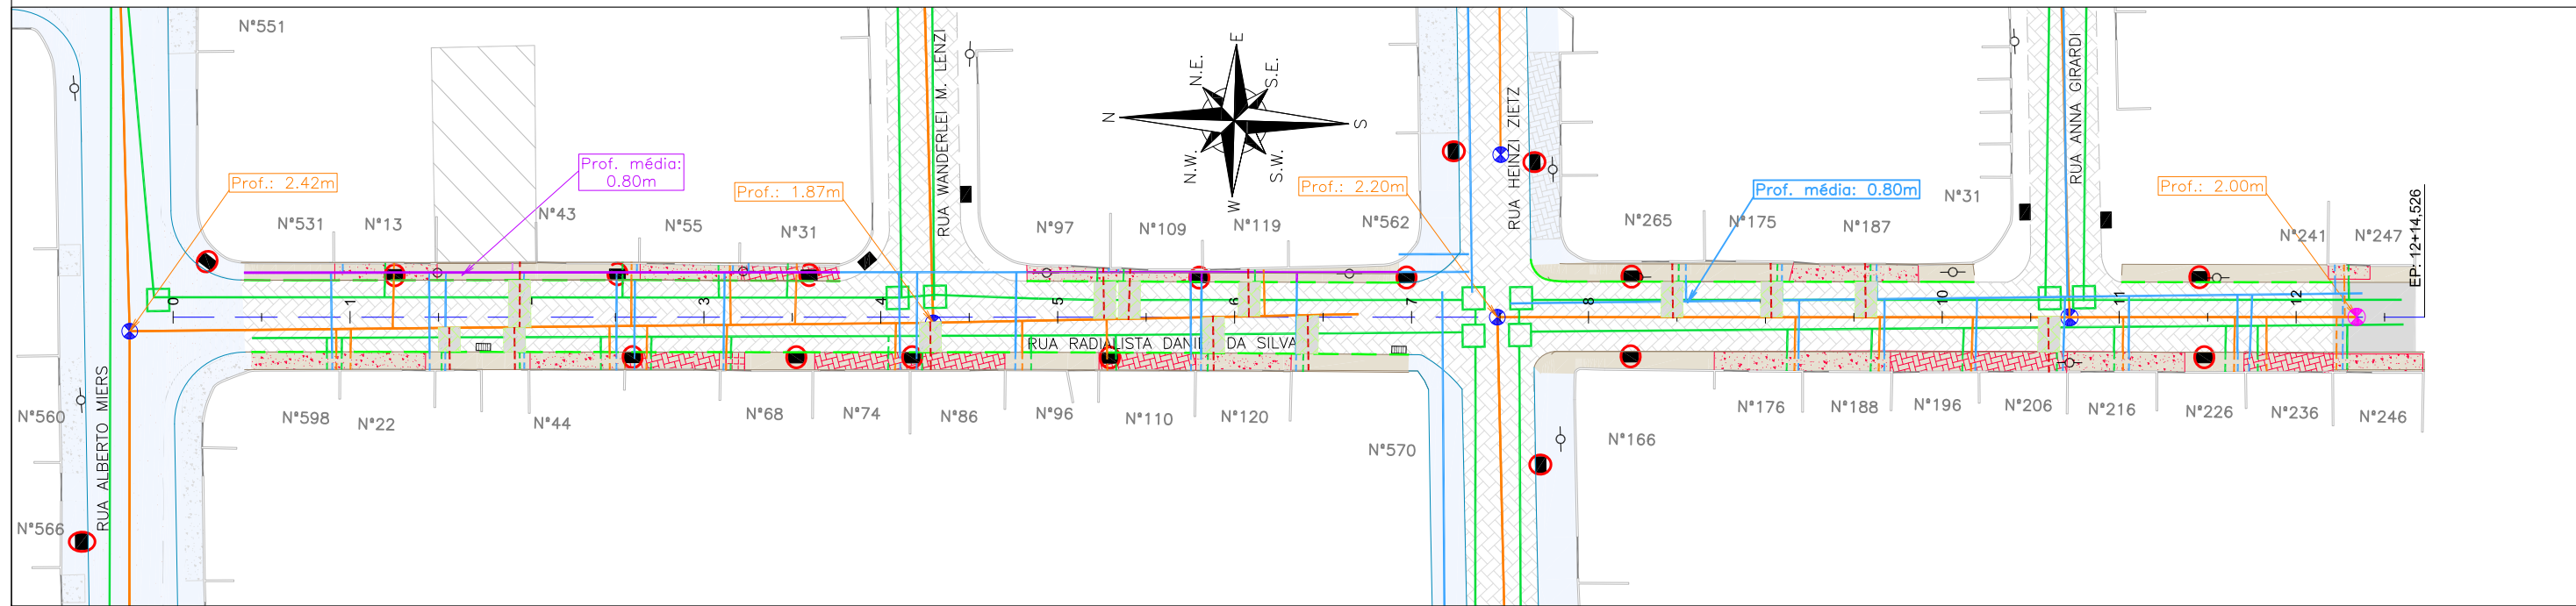 N°551
RUA WANDERLEI M. LENZI
E
N.E.
S.E.
N
S
N.W.
S.W.
W
RUA HEINZI ZIETZ
RUA ANNA GIRARDI
Prof. média:
0.80m
Prof.: 2.42m
Prof.: 1.87m
Prof.: 2.20m
Prof. média: 0.80m
Prof.: 2.00m
N°531
N°13
N°43
N°55
N°31
N°97
N°109
N°119
N°562
N°265
N°175
N°187
N°31
N°241
N°247
EP: 12+14,526
0
1
3
4
5
6
7
8
10
11
12
RUA RADIALISTA DANI DA SILVA
RUA ALBERTO MIERS
N°560
N°598
N°22
N°44
N°68
N°74
N°86
N°96
N°110
N°120
N°570
N°166
N°176
N°188
N°196
N°206
N°216
N°226
N°236
N°246
N°566